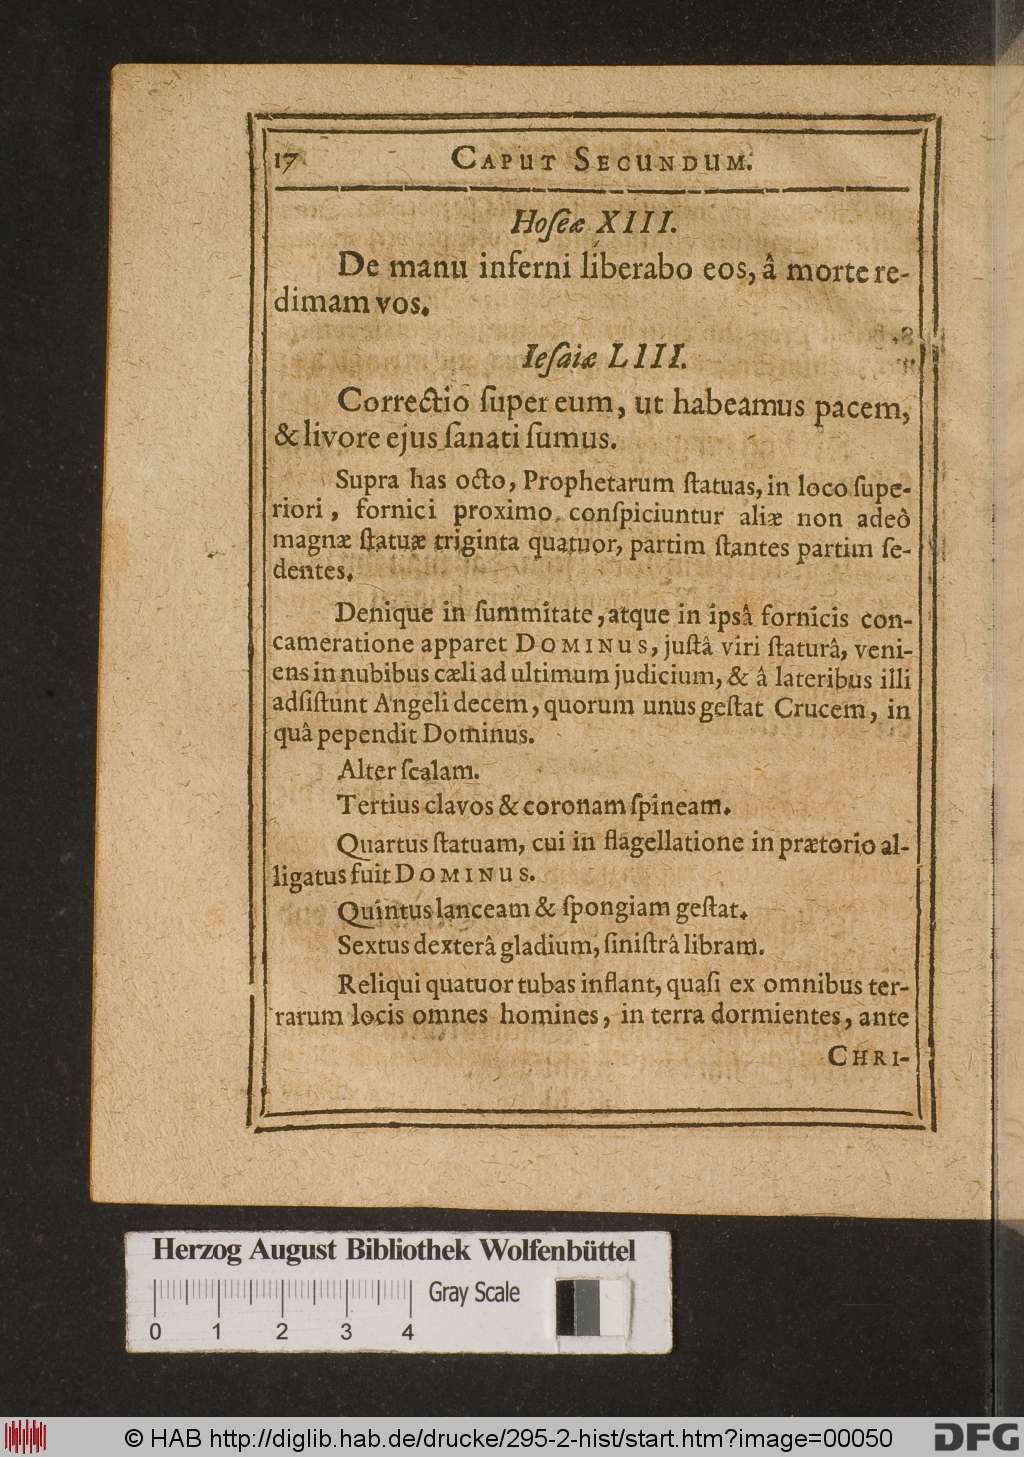 17 CAPUT SECUNDUM.
Hoſeæ XIII.
De manu inferni liberabo eos, â morte re-
dimam vos.
Ieſaiæ LIII.
Correctio ſuper eum, ut habeamus pacem,
& livore ejus ſanati ſumus.
Supra has octo, Prophetarum ſtatuas, in loco ſupe-
riori, fornici proximo conſpiciuntur aliæ non adeò
magnæ ſtatuæ triginta quatuor, partim ſtantes partim ſe-
dentes.
Denique in ſummitate, atque in ipsâ fornicis con-
cameratione apparet DOMINUS, juſtâ viri ſtaturâ, veni-
ens in nubibus cæli ad ultimum judicium, & â lateribus illi
adſiſtunt Angeli decem, quorum unus geſtat Crucem, in
quâ pependit Dominus.
Alter ſcalam.
Tertius clavos & coronam ſpineam.
Quartus ſtatuam, cui in flagellatione in prætorio al-
ligatus fuit DOMINUS.
Quintus lanceam & ſpongiam geſtat.
Sextus dexterâ gladium, ſiniſtrâ libram.
Reliqui quatuor tubas inflant, quaſi ex omnibus ter-
rarum locis omnes homines, in terra dormientes, ante
CHRI-
Herzog August Bibliothek Wolfenbüttel
Gray Scale
0 1 2 3 4
© HAB http://diglib.hab.de/drucke/295-2-hist/start.htm?image=00050
DFG